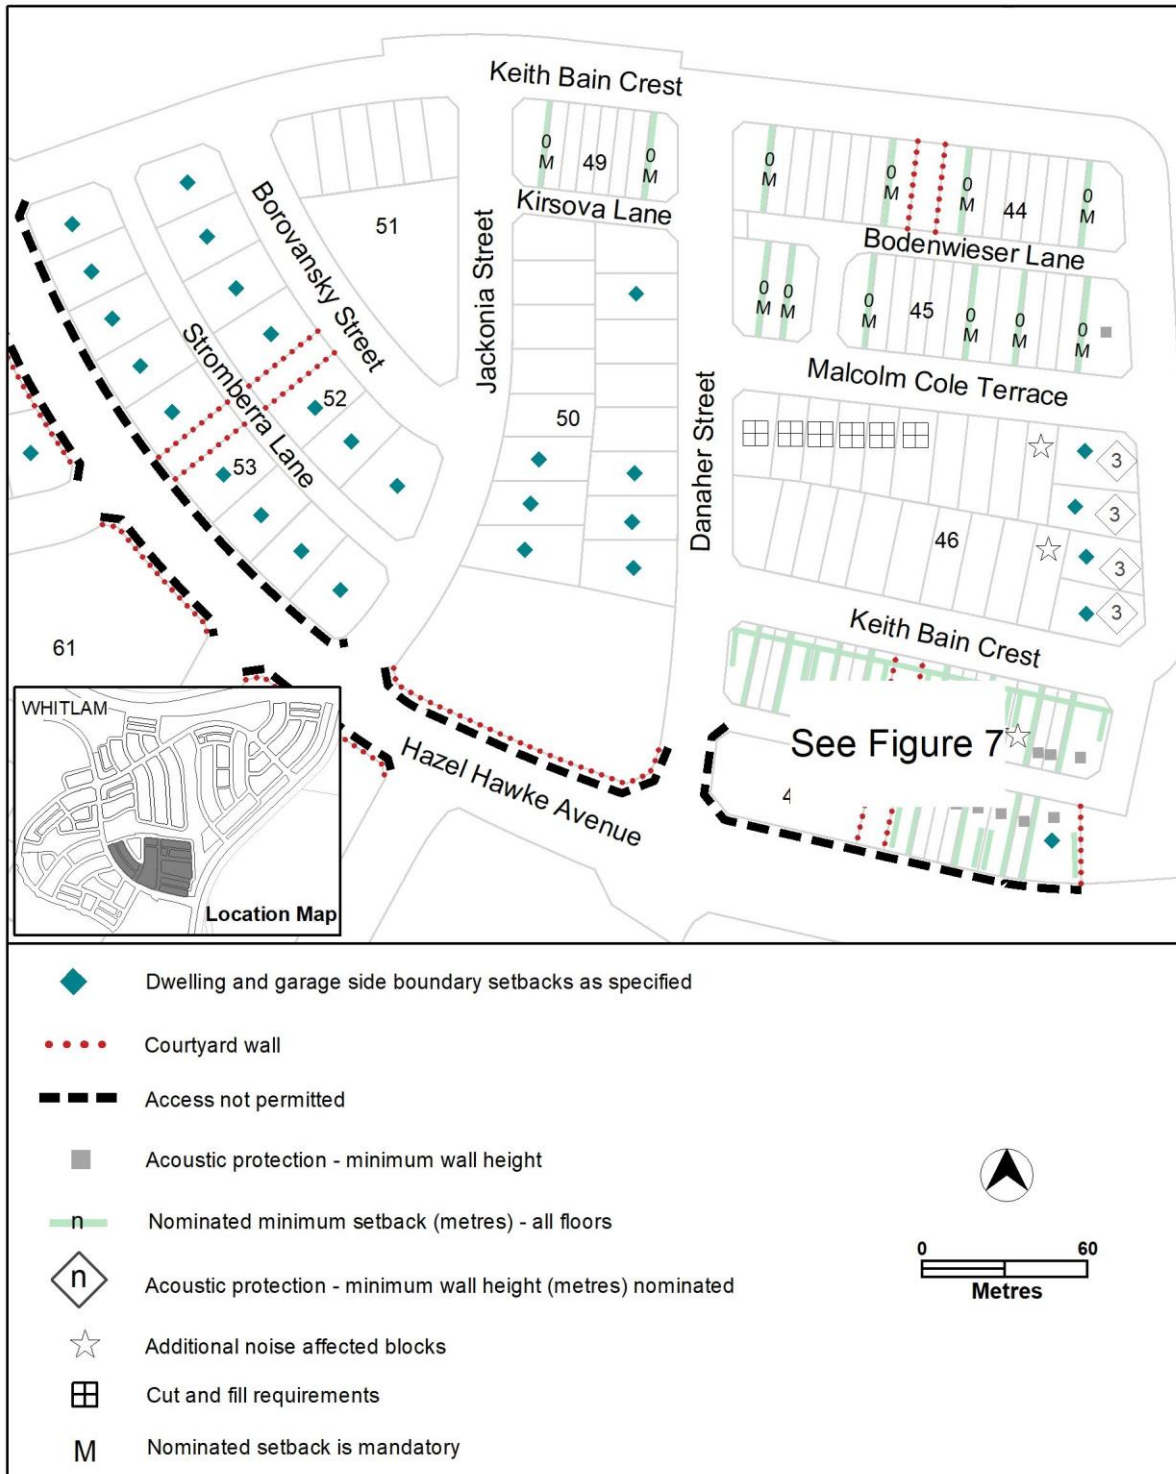 Keith Bain Crest
0
M
49
0
M
0
M
0
M
0
M
44
0
M
Borovansky Street
51
Jackonia Street
Kirsova Lane
Bodenwieser Lane
0
M
0
M
0
M
45
0
M
0
M
0
M
Stromberra Lane
52
53
50
Danaher Street
Malcolm Cole Terrace
3
3
46
3
3
Keith Bain Crest
61
WHITLAM
Location Map
Hazel Hawke Avenue
See Figure 7
Dwelling and garage side boundary setbacks as specified
Courtyard wall
Access not permitted
Acoustic protection - minimum wall height
n
Nominated minimum setback (metres) - all floors
n
Acoustic protection - minimum wall height (metres) nominated
Additional noise affected blocks
Cut and fill requirements
M
Nominated setback is mandatory
0 60
Metres